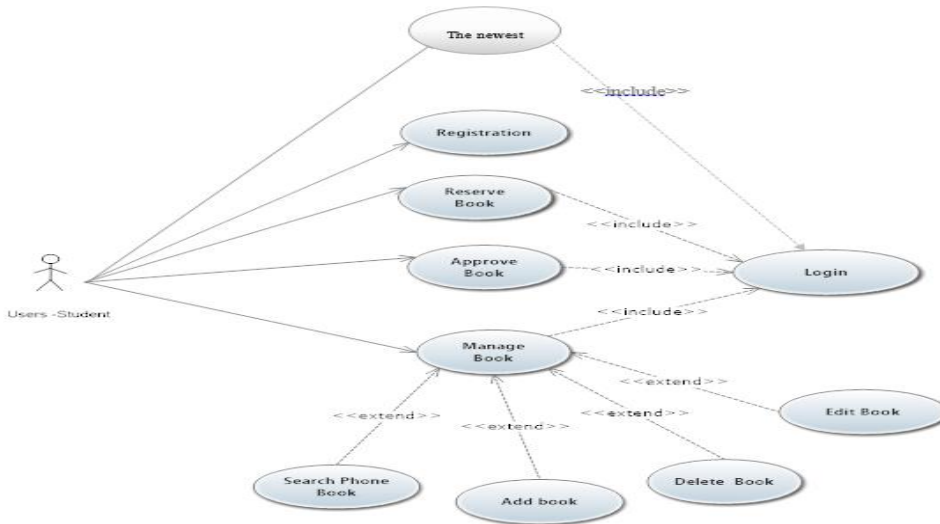 The newest
<<include>>
Registration
Reserve
Book
<<include>>
Approve
Book
<<include>>
Login
Users -Student
<<include>>
Manage
Book
<<extend>>
<<extend>>
<<extend>>
<<extend>>
Edit Book
Search Phone
Book
Add book
Delete Book